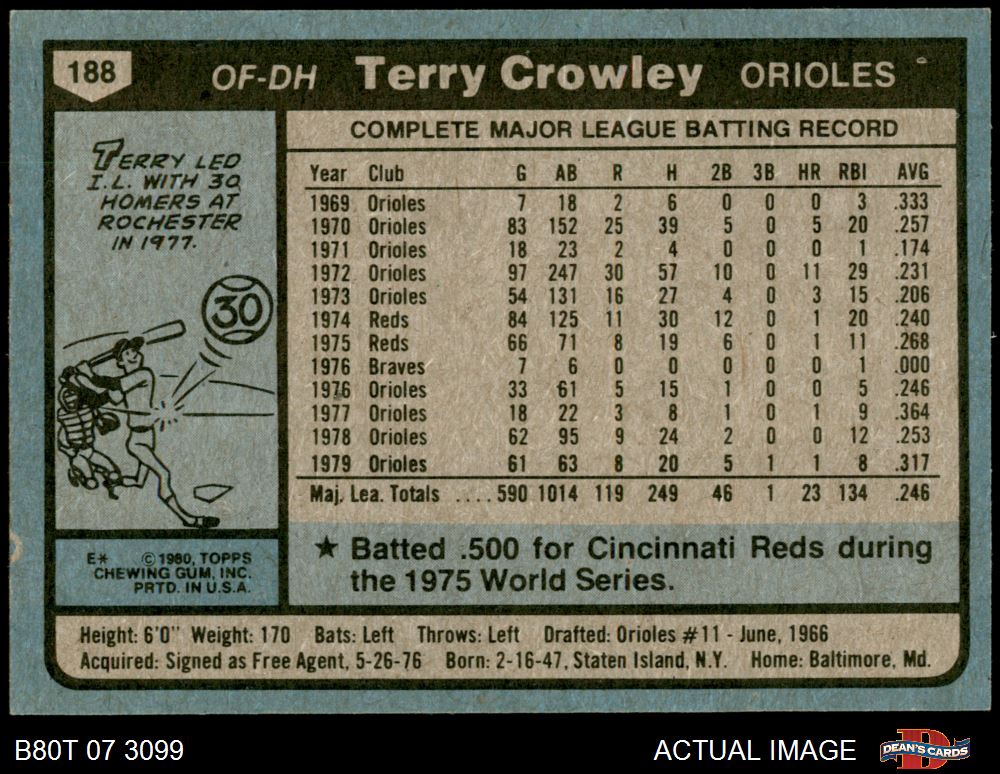 188 OF-DH Terry Crowley ORIOLES
TERRY LED
I.L. WITH 30
HOMERS AT
ROCHESTER
IN 1977.
30
E* ©1980, TOPPS
CHEWING GUM, INC.
PRTD. IN U.S.A.
COMPLETE MAJOR LEAGUE BATTING RECORD
Year Club G AB R H 2B 3B HR RBI AVG
1969 Orioles 7 18 2 6 0 0 0 3 .333
1970 Orioles 83 152 25 39 5 0 5 20 .257
1971 Orioles 18 23 2 4 0 0 0 1 .174
1972 Orioles 97 247 30 57 10 0 11 29 .231
1973 Orioles 54 131 16 27 4 0 3 15 .206
1974 Reds 84 125 11 30 12 0 1 20 .240
1975 Reds 66 71 8 19 6 0 1 11 .268
1976 Braves 7 6 0 0 0 0 0 1 .000
1976 Orioles 33 61 5 15 1 0 0 5 .246
1977 Orioles 18 22 3 8 1 0 1 9 .364
1978 Orioles 62 95 9 24 2 0 0 12 .253
1979 Orioles 61 63 8 20 5 1 1 8 .317
Maj. Lea. Totals .... 590 1014 119 249 46 1 23 134 .246
★ Batted .500 for Cincinnati Reds during
the 1975 World Series.
Height: 6'0" Weight: 170 Bats: Left Throws: Left Drafted: Orioles #11 - June, 1966
Acquired: Signed as Free Agent, 5-26-76 Born: 2-16-47, Staten Island, N.Y. Home: Baltimore, Md.
B80T 07 3099 ACTUAL IMAGE DEAN'S CARDS